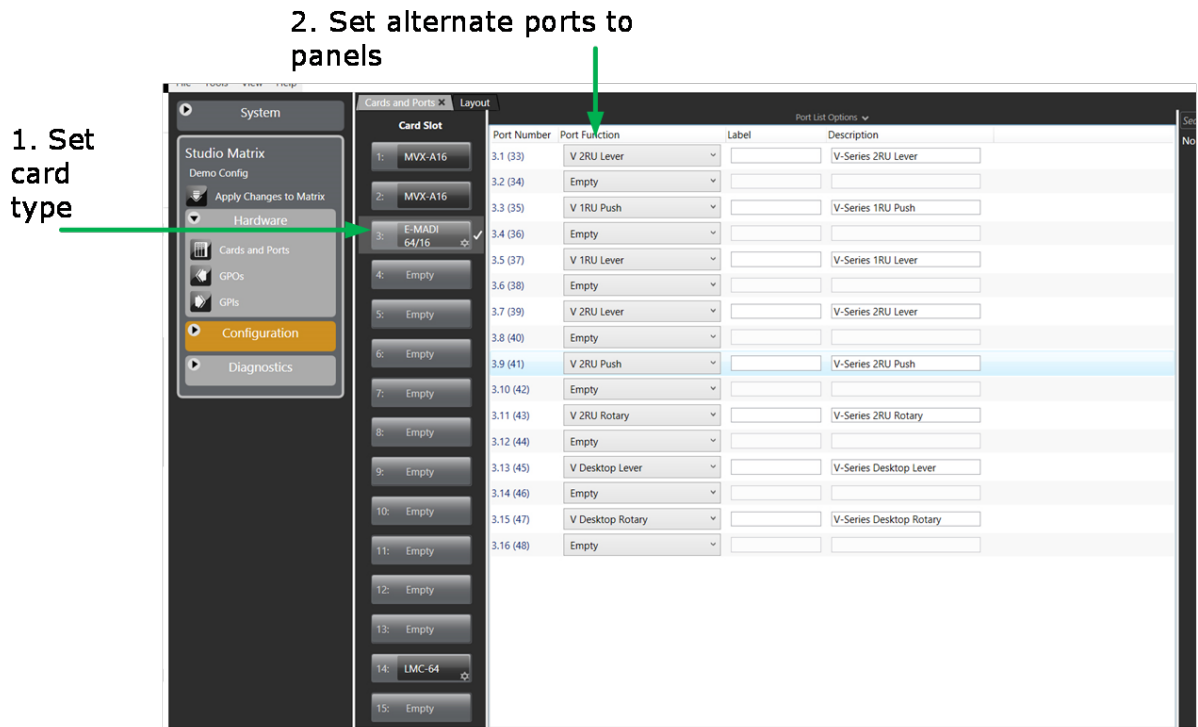 2. Set alternate ports to
panels
1. Set
card
type
File Tools View Help
System
Studio Matrix
Demo Config
Apply Changes to Matrix
Hardware
Cards and Ports
GPOs
GPIs
Configuration
Diagnostics
Cards and Ports Layout
Card Slot
1: MVX-A16
2: MVX-A16
3: E-MADI
64/16
4: Empty
5: Empty
6: Empty
7: Empty
8: Empty
9: Empty
10: Empty
11: Empty
12: Empty
13: Empty
14: LMC-64
15: Empty
Port List Options
Port Number Port Function Label Description
3.1 (33) V 2RU Lever V-Series 2RU Lever
3.2 (34) Empty
3.3 (35) V 1RU Push V-Series 1RU Push
3.4 (36) Empty
3.5 (37) V 1RU Lever V-Series 1RU Lever
3.6 (38) Empty
3.7 (39) V 2RU Lever V-Series 2RU Lever
3.8 (40) Empty
3.9 (41) V 2RU Push V-Series 2RU Push
3.10 (42) Empty
3.11 (43) V 2RU Rotary V-Series 2RU Rotary
3.12 (44) Empty
3.13 (45) V Desktop Lever V-Series Desktop Lever
3.14 (46) Empty
3.15 (47) V Desktop Rotary V-Series Desktop Rotary
3.16 (48) Empty
No